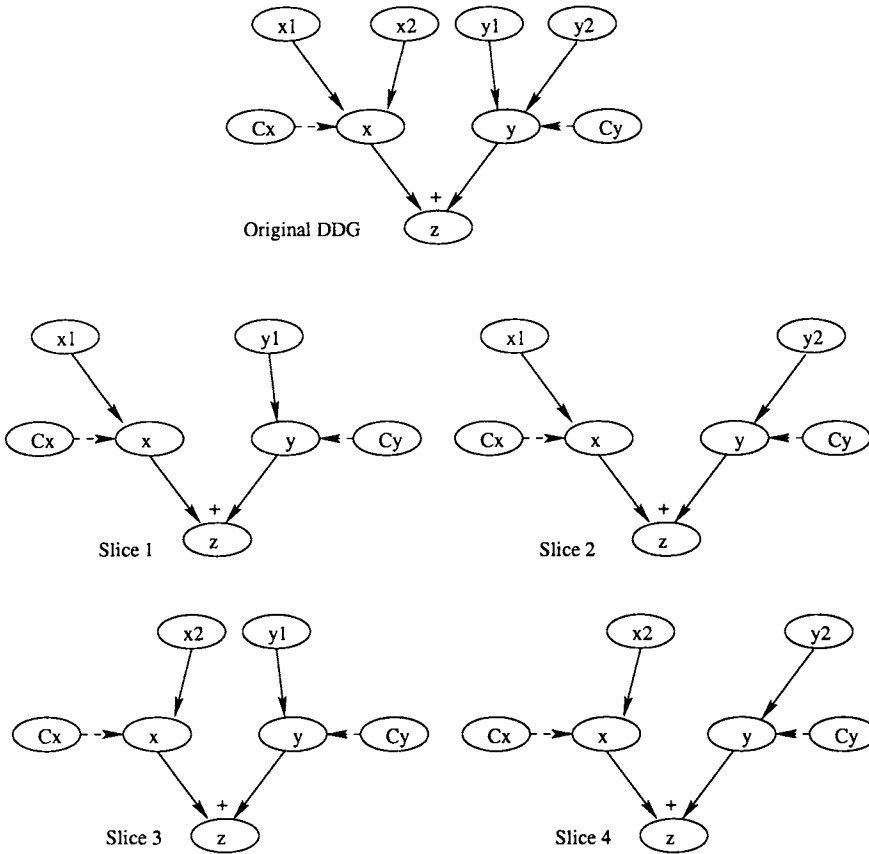 x1 x2 y1 y2
Cx x y Cy
+
Original DDG z
x1 y1 x1 y2
Cx x y Cy Cx x y Cy
+ +
Slice 1 z Slice 2 z
x2 y1 x2 y2
Cx x y Cy Cx x y Cy
+ +
Slice 3 z Slice 4 z